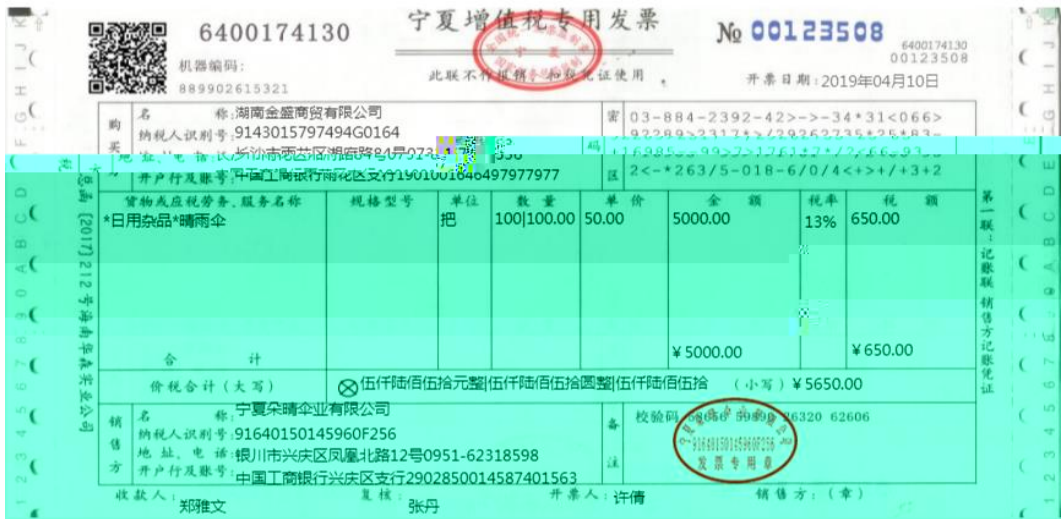 6400174130
宁夏增值税专用发票
№ 00123508
6400174130
00123508
机器编码:
889902615321
开票日期:2019年04月10日
购买方
名 称:湖南金盛商贸有限公司
纳税人识别号:9143015797494G0164
开户行及账号:中国工商银行雨花区支行1901001646497977977
密码区
03-884-2392-42>->-34*31<066>
2<-*263/5-018-6/0/4<+>+/+3+2
货物或应税劳务、服务名称 规格型号 单位 数量 单价 金额 税率 税额
*日用杂品*晴雨伞 把 100|100.00 50.00 5000.00 13% 650.00
合 计 ¥5000.00 ¥650.00
价税合计(大写) 伍仟陆佰伍拾元整|伍仟陆佰伍拾圆整|伍仟陆佰伍拾 (小写)¥5650.00
销售方
名 称:宁夏朵晴伞业有限公司
纳税人识别号:91640150145960F256
地址、电话:银川市兴庆区凤凰北路12号0951-62318598
开户行及账号:中国工商银行兴庆区支行2902850014587401563
备注
校验码 62606
91640150145960F256
发票专用章
收款人:郑雅文 复核:张丹 开票人:许倩 销售方:(章)
第一联:记账联 销售方记账凭证